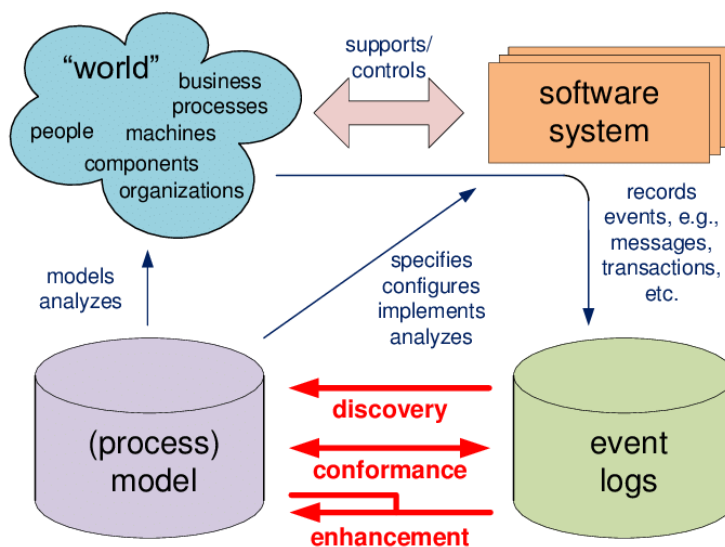 “world”
business
processes
people
machines
components
organizations
supports/
controls
software
system
records
events, e.g.,
messages,
transactions,
etc.
models
analyzes
specifies
configures
implements
analyzes
(process)
model
discovery
conformance
enhancement
event
logs